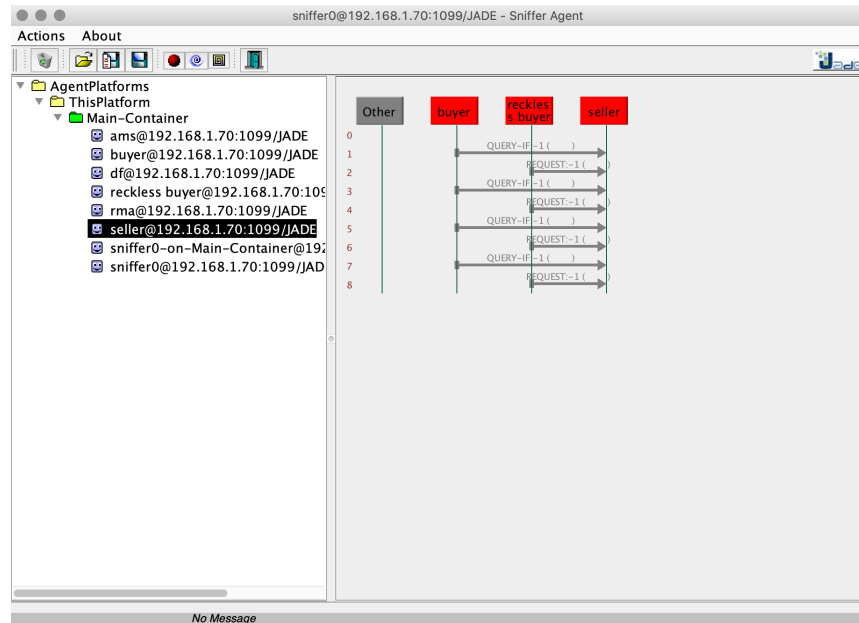 sniffer0@192.168.1.70:1099/JADE - Sniffer Agent
Actions About
AgentPlatforms
ThisPlatform
Main-Container
ams@192.168.1.70:1099/JADE
buyer@192.168.1.70:1099/JADE
df@192.168.1.70:1099/JADE
reckless buyer@192.168.1.70:109
rma@192.168.1.70:1099/JADE
seller@192.168.1.70:1099/JADE
sniffer0-on-Main-Container@192
sniffer0@192.168.1.70:1099/JAD
Jade
Other
buyer
reckles
s buyer
seller
0
QUERY-IF:-1 ( )
1
REQUEST:-1 ( )
2
QUERY-IF:-1 ( )
3
REQUEST:-1 ( )
4
QUERY-IF:-1 ( )
5
REQUEST:-1 ( )
6
QUERY-IF:-1 ( )
7
REQUEST:-1 ( )
8
No Message